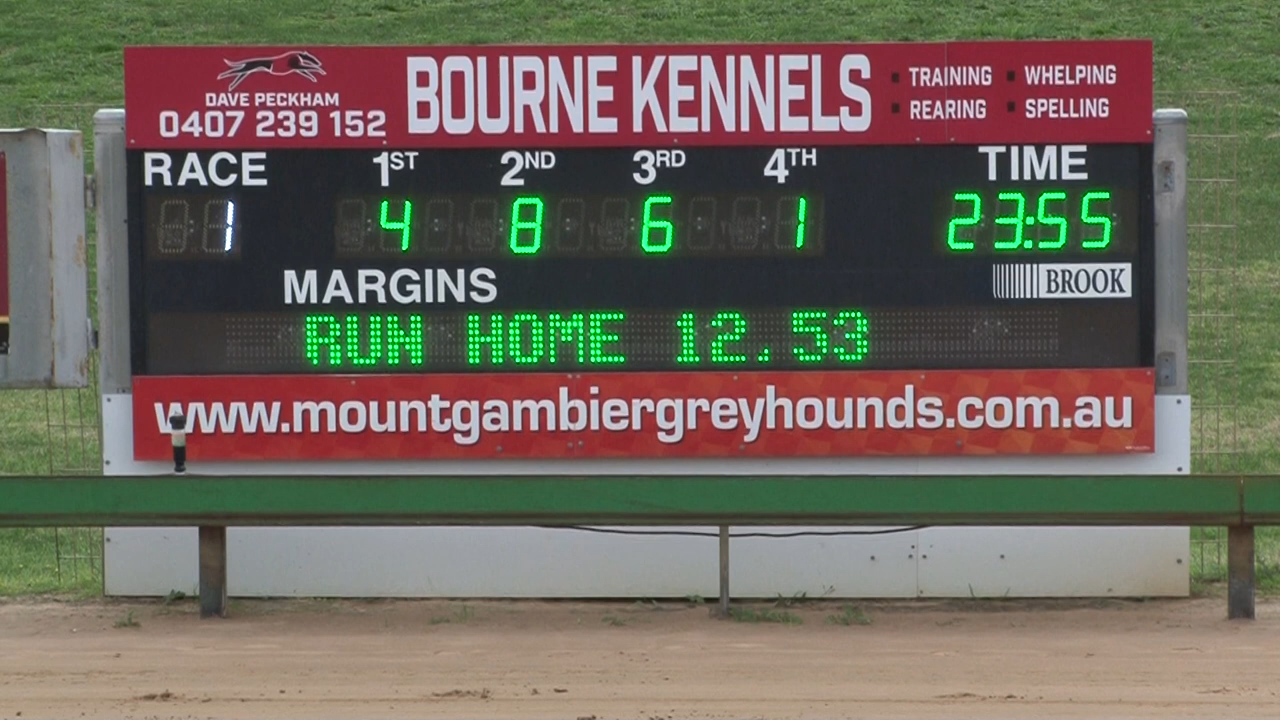 DAVE PECKHAM
0407 239 152
BOURNE KENNELS
TRAINING
WHELPING
REARING
SPELLING
RACE 1ST 2ND 3RD 4TH TIME
1 4 8 6 1 23:55
MARGINS
BROOK
RUN HOME 12.53
www.mountgambiergreyhounds.com.au